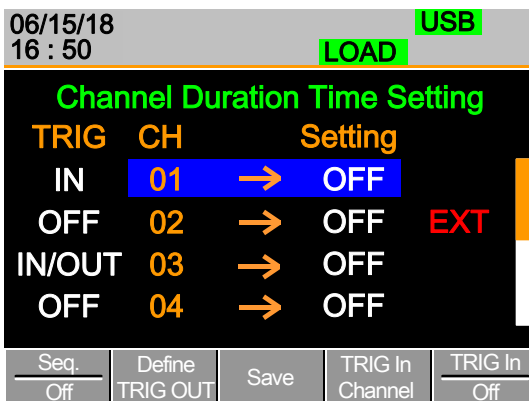 06/15/18 USB
16 : 50 LOAD
Channel Duration Time Setting
TRIG CH Setting
IN 01 → OFF
OFF 02 → OFF EXT
IN/OUT 03 → OFF
OFF 04 → OFF
Seq. Define Save TRIG In TRIG In
Off TRIG OUT Channel Off